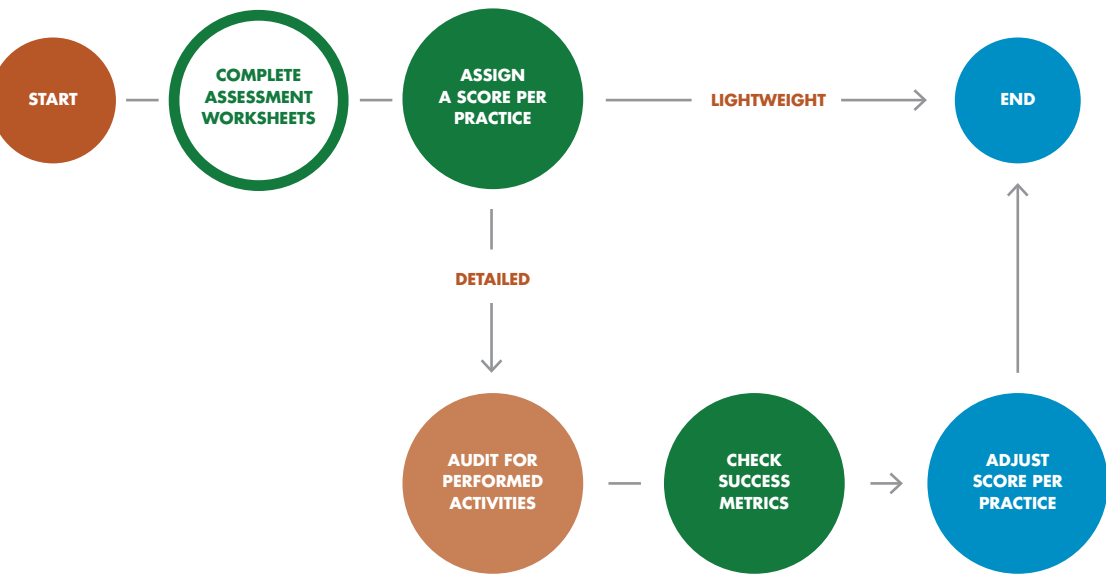 START
COMPLETE
ASSESSMENT
WORKSHEETS
ASSIGN
A SCORE PER
PRACTICE
LIGHTWEIGHT
END
DETAILED
AUDIT FOR
PERFORMED
ACTIVITIES
CHECK
SUCCESS
METRICS
ADJUST
SCORE PER
PRACTICE